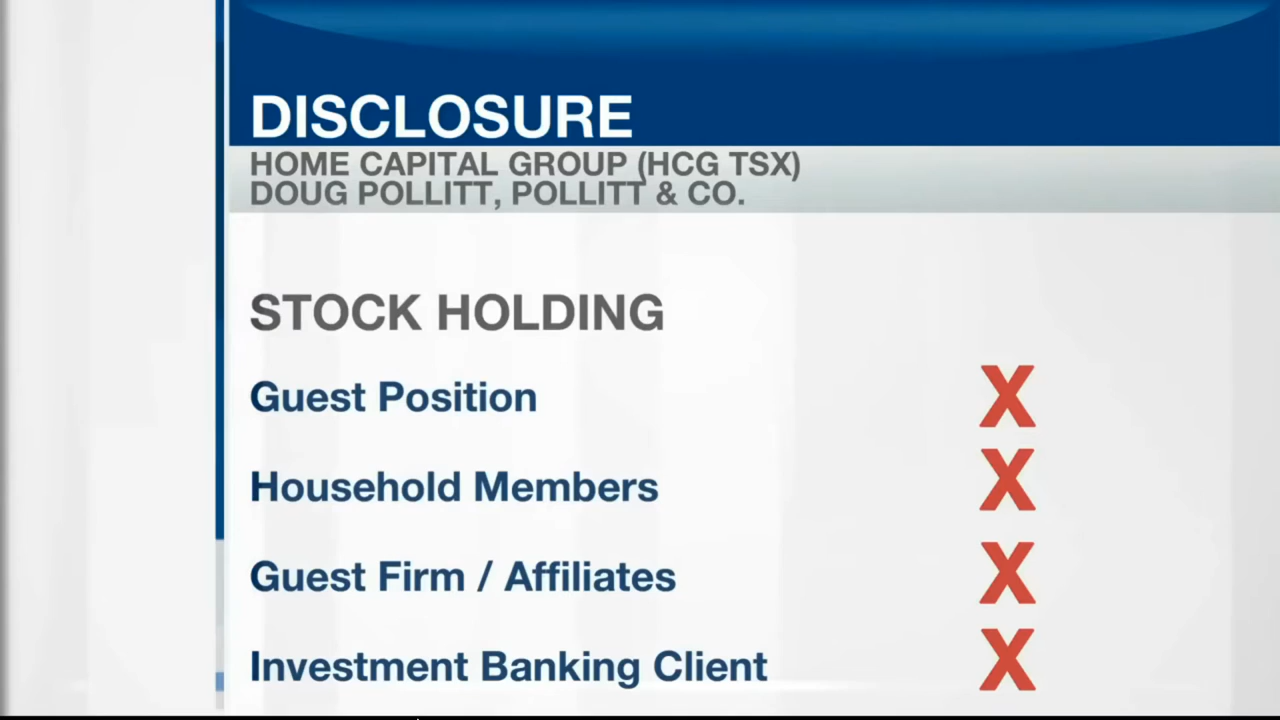 DISCLOSURE
HOME CAPITAL GROUP (HCG TSX)
DOUG POLLITT, POLLITT & CO.
STOCK HOLDING
Guest Position X
Household Members X
Guest Firm / Affiliates X
Investment Banking Client X